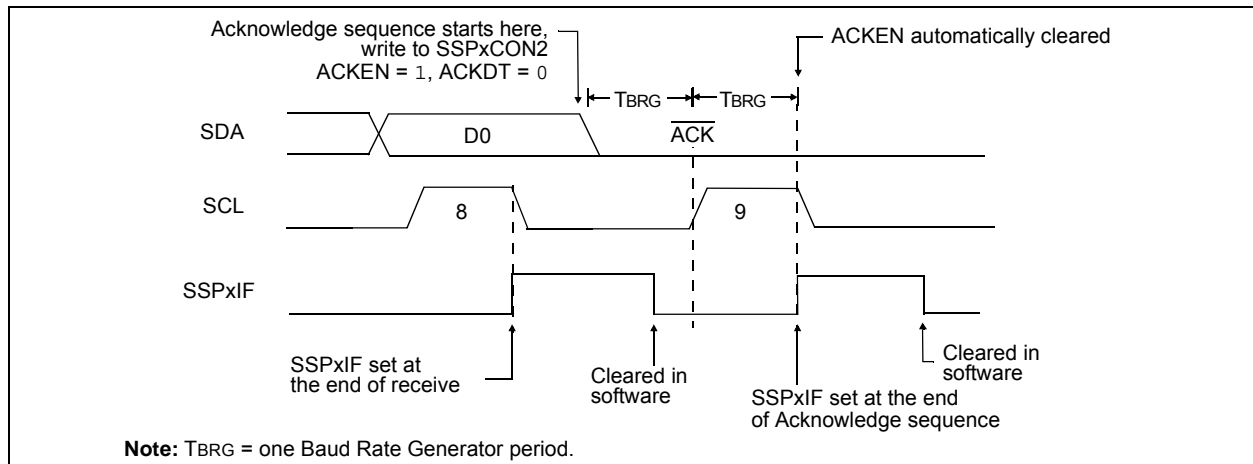 Acknowledge sequence starts here,
write to SSPxCON2
ACKEN = 1, ACKDT = 0
ACKEN automatically cleared
TBRG
TBRG
SDA
D0
ACK
SCL
8
9
SSPxIF
SSPxIF set at
the end of receive
Cleared in
software
SSPxIF set at the end
of Acknowledge sequence
Cleared in
software
Note: TBRG = one Baud Rate Generator period.